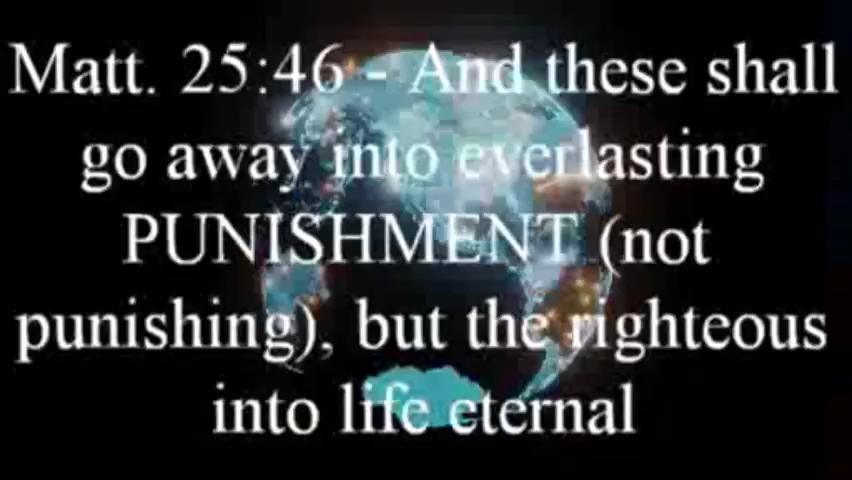 Matt. 25:46 - And these shall
go away into everlasting
PUNISHMENT (not
punishing), but the righteous
into life eternal